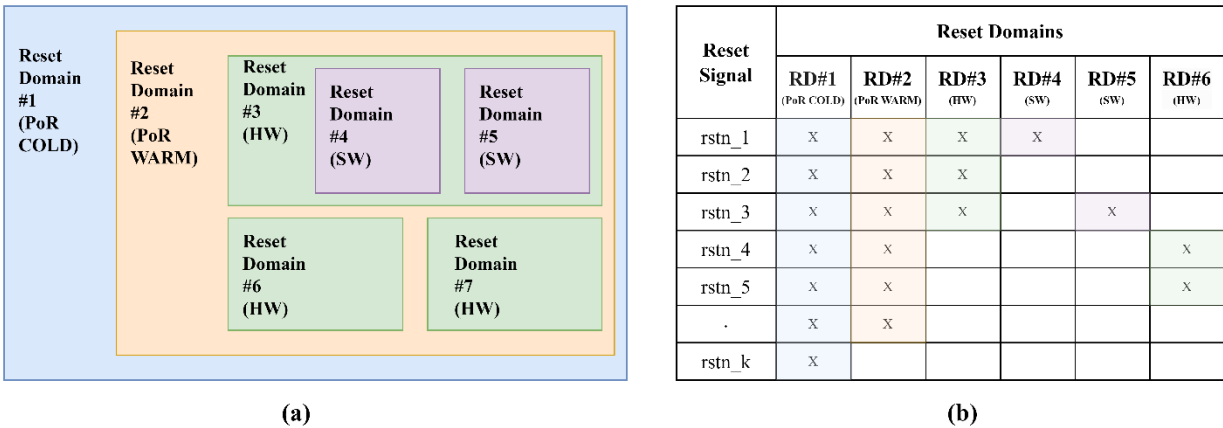 Reset
Domain
#1
(PoR
COLD)
Reset
Domain
#2
(PoR
WARM)
Reset
Domain
#3
(HW)
Reset
Domain
#4
(SW)
Reset
Domain
#5
(SW)
Reset
Domain
#6
(HW)
Reset
Domain
#7
(HW)
(a)
Reset
Signal
Reset Domains
RD#1 RD#2 RD#3 RD#4 RD#5 RD#6
(PoR COLD) (PoR WARM) (HW) (SW) (SW) (HW)
rstn_1 X X X X
rstn_2 X X X
rstn_3 X X X X
rstn_4 X X X
rstn_5 X X X
. X X
rstn_k X
(b)